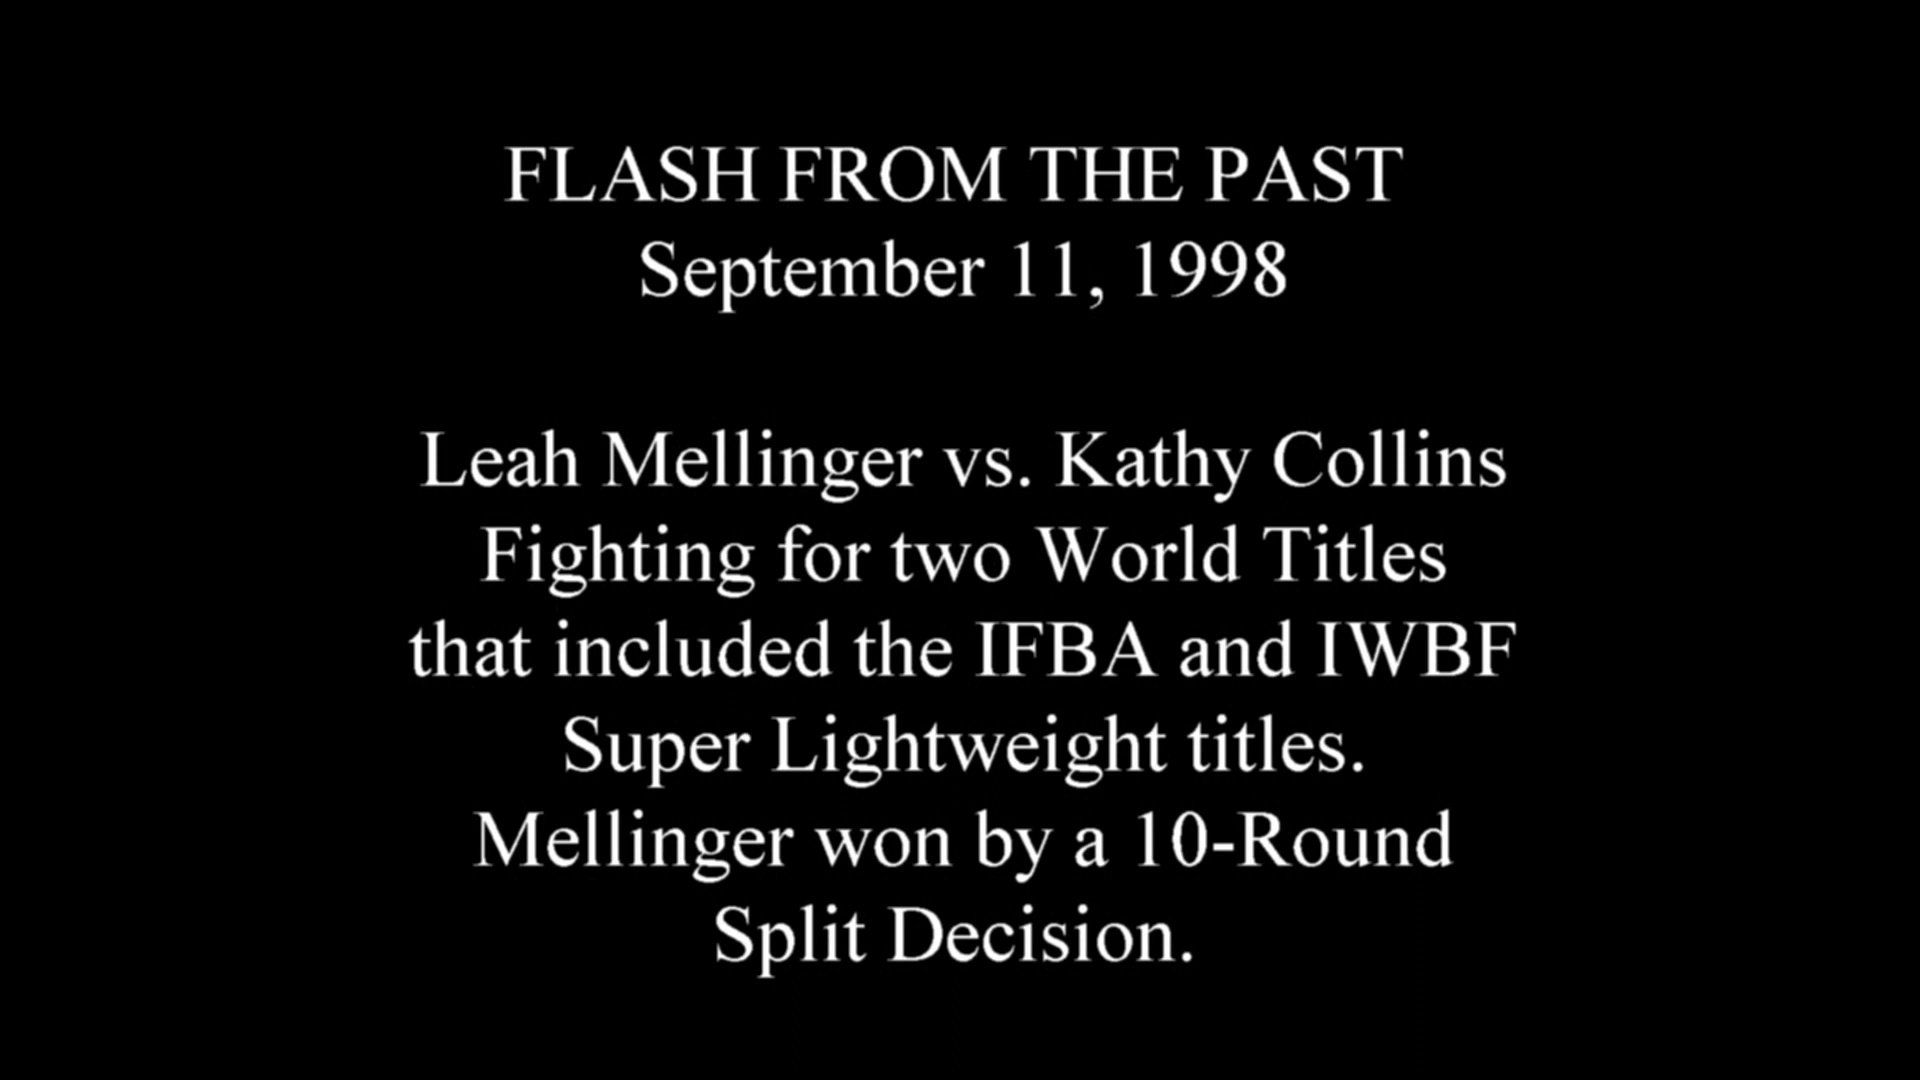 FLASH FROM THE PAST
September 11, 1998
Leah Mellinger vs. Kathy Collins
Fighting for two World Titles
that included the IFBA and IWBF
Super Lightweight titles.
Mellinger won by a 10-Round
Split Decision.